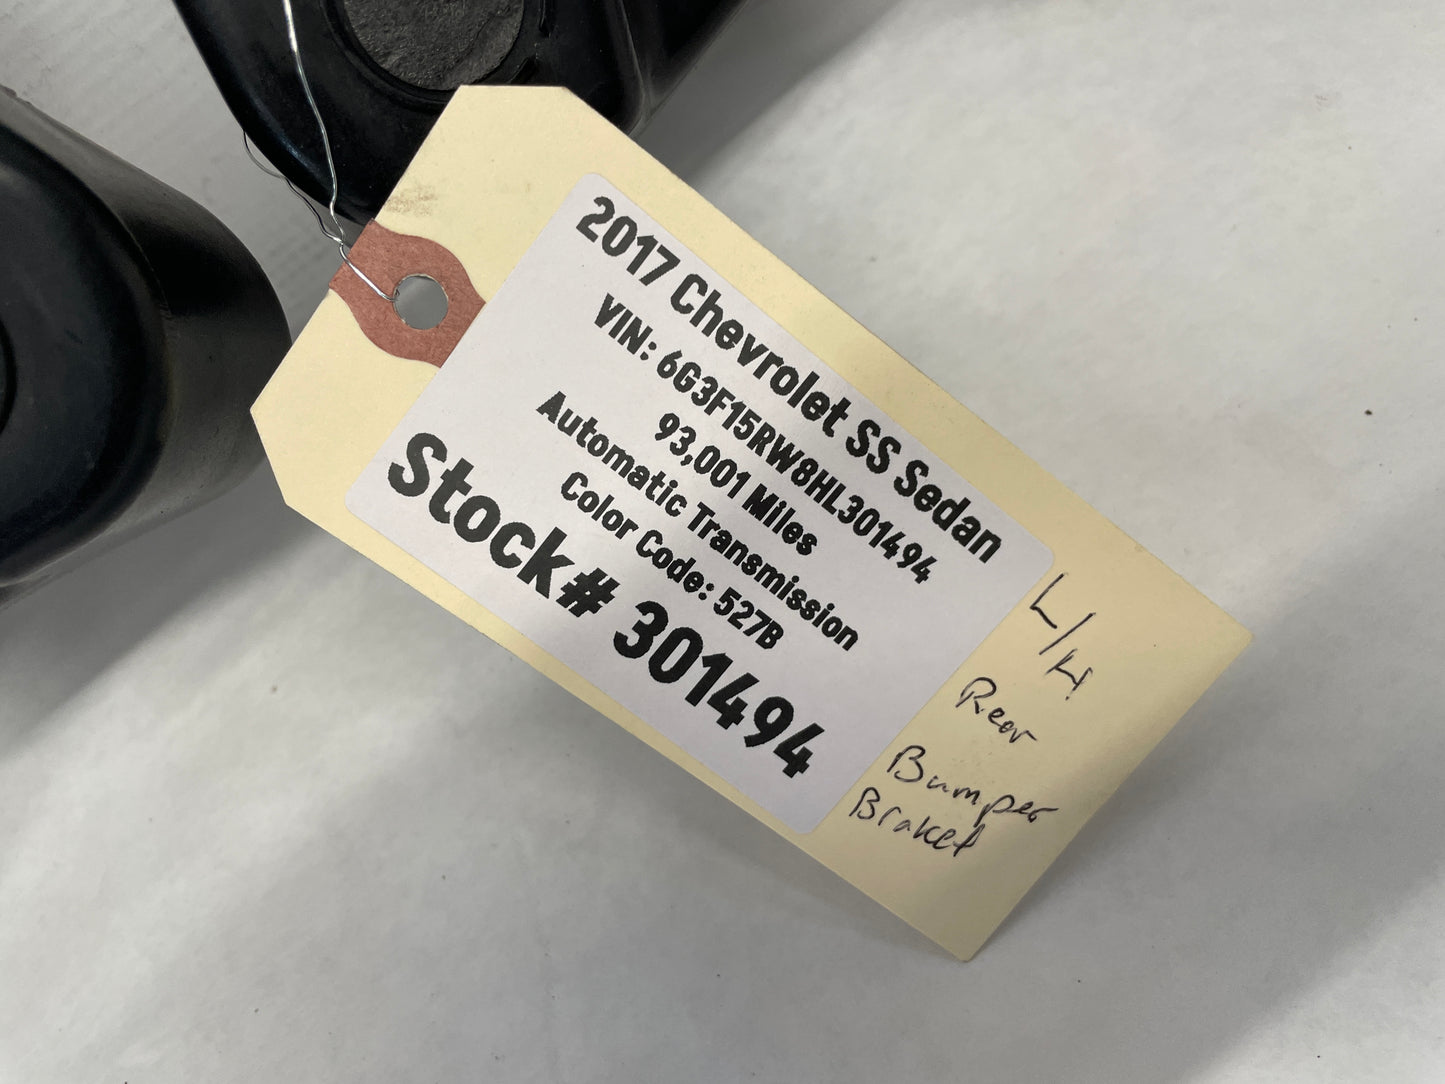 2017 Chevrolet SS Sedan
VIN: 6G3F15RW8HL301494
93,001 Miles
Automatic Transmission
Color Code: 527B
Stock# 301494
L/H
Rear
Bumper
Braket